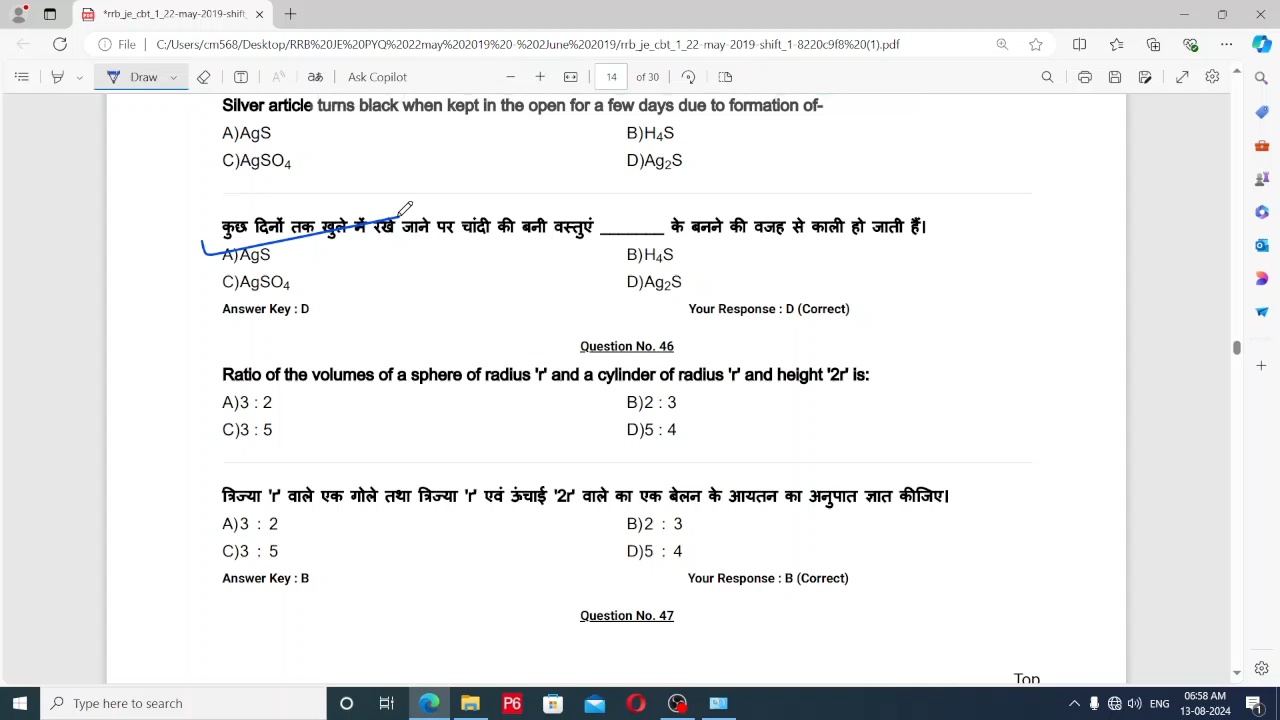 *rrb_je_cbt_1_22-may-2019-shift
File
C:/Users/cm568/Desktop/RRB%20JE%20PYQ%2022may%202019%20-%20June%202019/rrb_je_cbt_1_22-may-2019-shift-1-822d9f8%20(1).pdf
Draw
Ask Copilot
14 of 30
Silver article turns black when kept in the open for a few days due to formation of-
A)AgS B)H₄S
C)AgSO₄ D)Ag₂S
कुछ दिनों तक खुले में रखे जाने पर चांदी की बनी वस्तुएं _______ के बनने की वजह से काली हो जाती हैं।
A)AgS B)H₄S
C)AgSO₄ D)Ag₂S
Answer Key : D Your Response : D (Correct)
Question No. 46
Ratio of the volumes of a sphere of radius 'r' and a cylinder of radius 'r' and height '2r' is:
A)3 : 2 B)2 : 3
C)3 : 5 D)5 : 4
त्रिज्या 'r' वाले एक गोले तथा त्रिज्या 'r' एवं ऊंचाई '2r' वाले का एक बेलन के आयतन का अनुपात ज्ञात कीजिए।
A)3 : 2 B)2 : 3
C)3 : 5 D)5 : 4
Answer Key : B Your Response : B (Correct)
Question No. 47
Top
Type here to search
P6
ENG
06:58 AM
13-08-2024